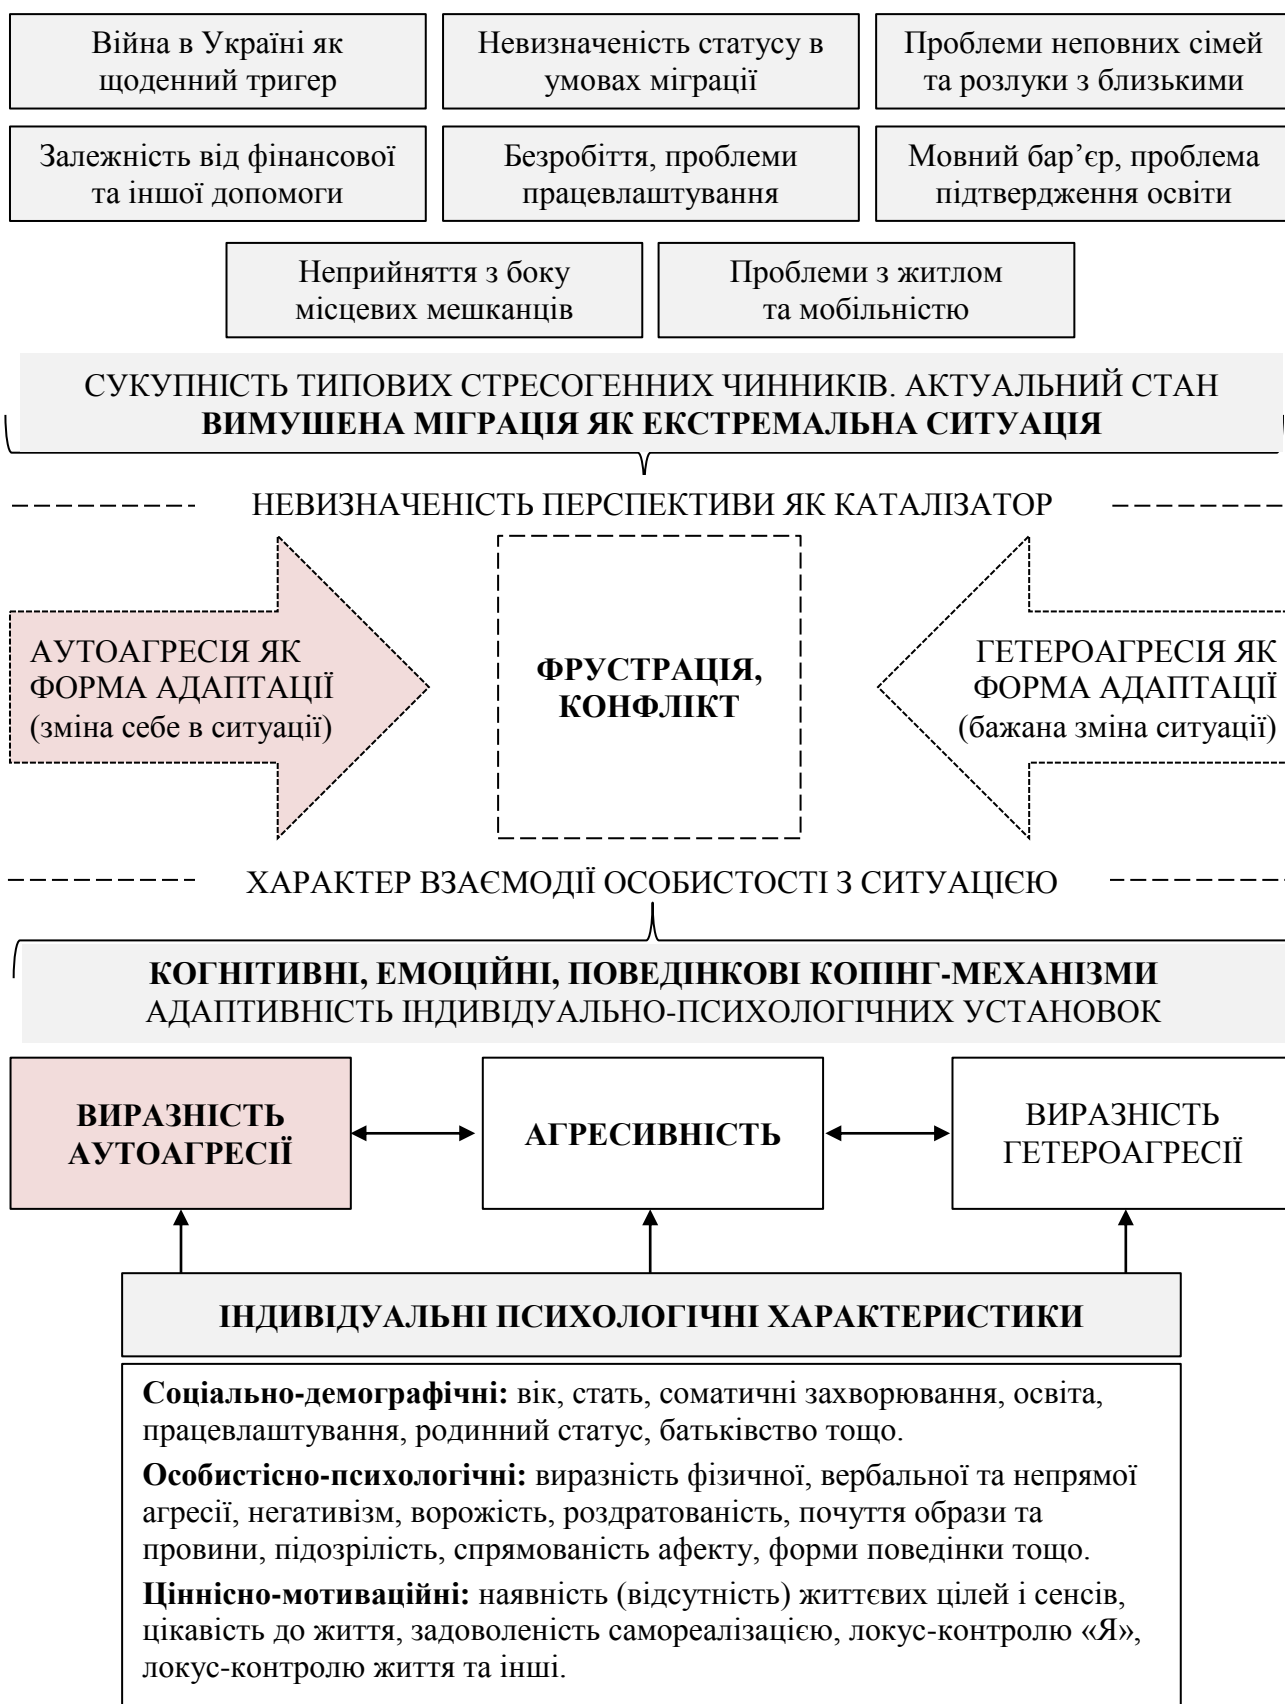 Війна в Україні як
щоденний тригер
Невизначеність статусу в
умовах міграції
Проблеми неповних сімей
та розлуки з близькими
Залежність від фінансової
та іншої допомоги
Безробіття, проблеми
працевлаштування
Мовний бар’єр, проблема
підтвердження освіти
Неприйняття з боку
місцевих мешканців
Проблеми з житлом
та мобільністю
СУКУПНІСТЬ ТИПОВИХ СТРЕСОГЕННИХ ЧИННИКІВ. АКТУАЛЬНИЙ СТАН
ВИМУШЕНА МІГРАЦІЯ ЯК ЕКСТРЕМАЛЬНА СИТУАЦІЯ
НЕВИЗНАЧЕНІСТЬ ПЕРСПЕКТИВИ ЯК КАТАЛІЗАТОР
АУТОАГРЕСІЯ ЯК
ФОРМА АДАПТАЦІЇ
(зміна себе в ситуації)
ФРУСТРАЦІЯ,
КОНФЛІКТ
ГЕТЕРОАГРЕСІЯ ЯК
ФОРМА АДАПТАЦІЇ
(бажана зміна ситуації)
ХАРАКТЕР ВЗАЄМОДІЇ ОСОБИСТОСТІ З СИТУАЦІЄЮ
КОГНІТИВНІ, ЕМОЦІЙНІ, ПОВЕДІНКОВІ КОПІНГ-МЕХАНІЗМИ
АДАПТИВНІСТЬ ІНДИВІДУАЛЬНО-ПСИХОЛОГІЧНИХ УСТАНОВОК
ВИРАЗНІСТЬ
АУТОАГРЕСІЇ
АГРЕСИВНІСТЬ
ВИРАЗНІСТЬ
ГЕТЕРОАГРЕСІЇ
ІНДИВІДУАЛЬНІ ПСИХОЛОГІЧНІ ХАРАКТЕРИСТИКИ
Соціально-демографічні: вік, стать, соматичні захворювання, освіта,
працевлаштування, родинний статус, батьківство тощо.
Особистісно-психологічні: виразність фізичної, вербальної та непрямої
агресії, негативізм, ворожість, роздратованість, почуття образи та
провини, підозрілість, спрямованість афекту, форми поведінки тощо.
Ціннісно-мотиваційні: наявність (відсутність) життєвих цілей і сенсів,
цікавість до життя, задоволеність самореалізацією, локус-контролю «Я»,
локус-контролю життя та інші.